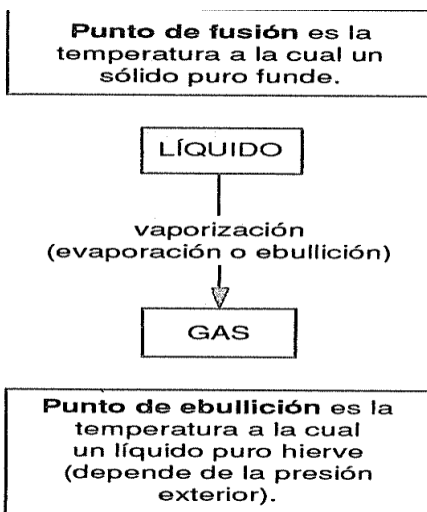 Punto de fusión es la
temperatura a la cual un
sólido puro funde.
LÍQUIDO
vaporización
(evaporación o ebullición)
GAS
Punto de ebullición es la
temperatura a la cual
un líquido puro hierve
(depende de la presión
exterior).